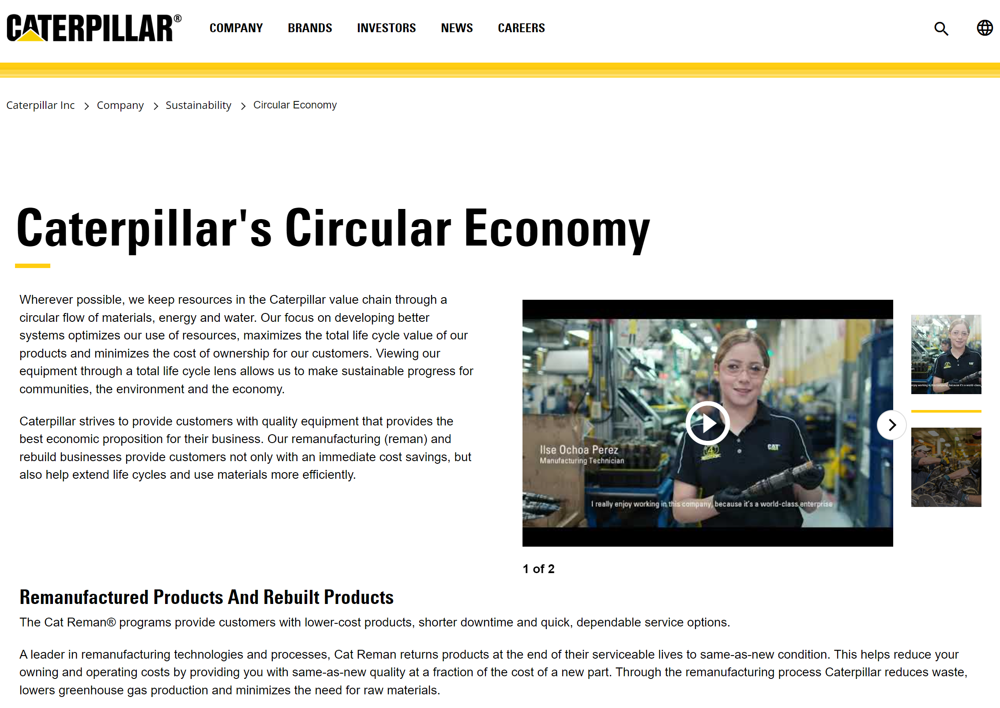 CATERPILLAR®
COMPANY
BRANDS
INVESTORS
NEWS
CAREERS
Caterpillar Inc
Company
Sustainability
Circular Economy
Caterpillar's Circular Economy
Wherever possible, we keep resources in the Caterpillar value chain through a
circular flow of materials, energy and water. Our focus on developing better
systems optimizes our use of resources, maximizes the total life cycle value of our
products and minimizes the cost of ownership for our customers. Viewing our
equipment through a total life cycle lens allows us to make sustainable progress for
communities, the environment and the economy.
Caterpillar strives to provide customers with quality equipment that provides the
best economic proposition for their business. Our remanufacturing (reman) and
rebuild businesses provide customers not only with an immediate cost savings, but
also help extend life cycles and use materials more efficiently.
CAT
Ilse Ochoa Perez
Manufacturing Technician
I really enjoy working in this company, because it's a world-class enterprise
CAT
enjoy working in this company, because it's a world-class
1 of 2
Remanufactured Products And Rebuilt Products
The Cat Reman® programs provide customers with lower-cost products, shorter downtime and quick, dependable service options.
A leader in remanufacturing technologies and processes, Cat Reman returns products at the end of their serviceable lives to same-as-new condition. This helps reduce your
owning and operating costs by providing you with same-as-new quality at a fraction of the cost of a new part. Through the remanufacturing process Caterpillar reduces waste,
lowers greenhouse gas production and minimizes the need for raw materials.